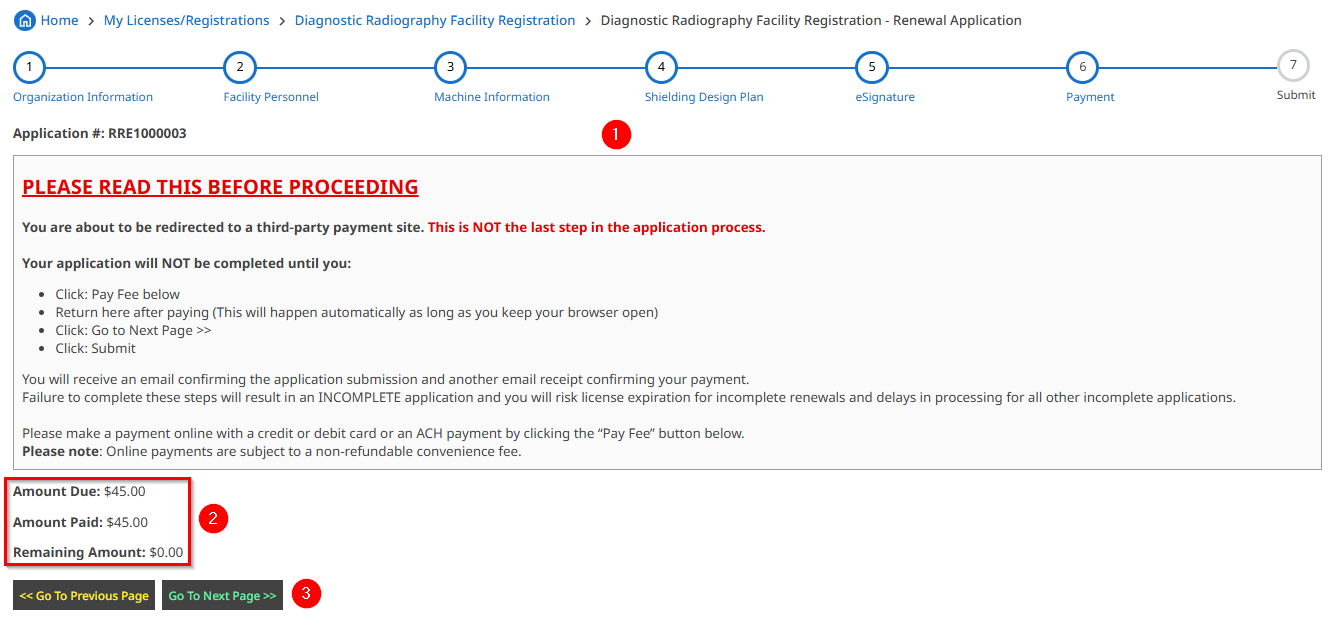 Home > My Licenses/Registrations > Diagnostic Radiography Facility Registration > Diagnostic Radiography Facility Registration - Renewal Application
1 2 3 4 5 6 7
Organization Information Facility Personnel Machine Information Shielding Design Plan eSignature Payment Submit
Application #: RRE1000003
1
PLEASE READ THIS BEFORE PROCEEDING
You are about to be redirected to a third-party payment site. This is NOT the last step in the application process.
Your application will NOT be completed until you:
• Click: Pay Fee below
• Return here after paying (This will happen automatically as long as you keep your browser open)
• Click: Go to Next Page >>
• Click: Submit
You will receive an email confirming the application submission and another email receipt confirming your payment.
Failure to complete these steps will result in an INCOMPLETE application and you will risk license expiration for incomplete renewals and delays in processing for all other incomplete applications.
Please make a payment online with a credit or debit card or an ACH payment by clicking the “Pay Fee” button below.
Please note: Online payments are subject to a non-refundable convenience fee.
Amount Due: $45.00
Amount Paid: $45.00
2
Remaining Amount: $0.00
<< Go To Previous Page Go To Next Page >> 3